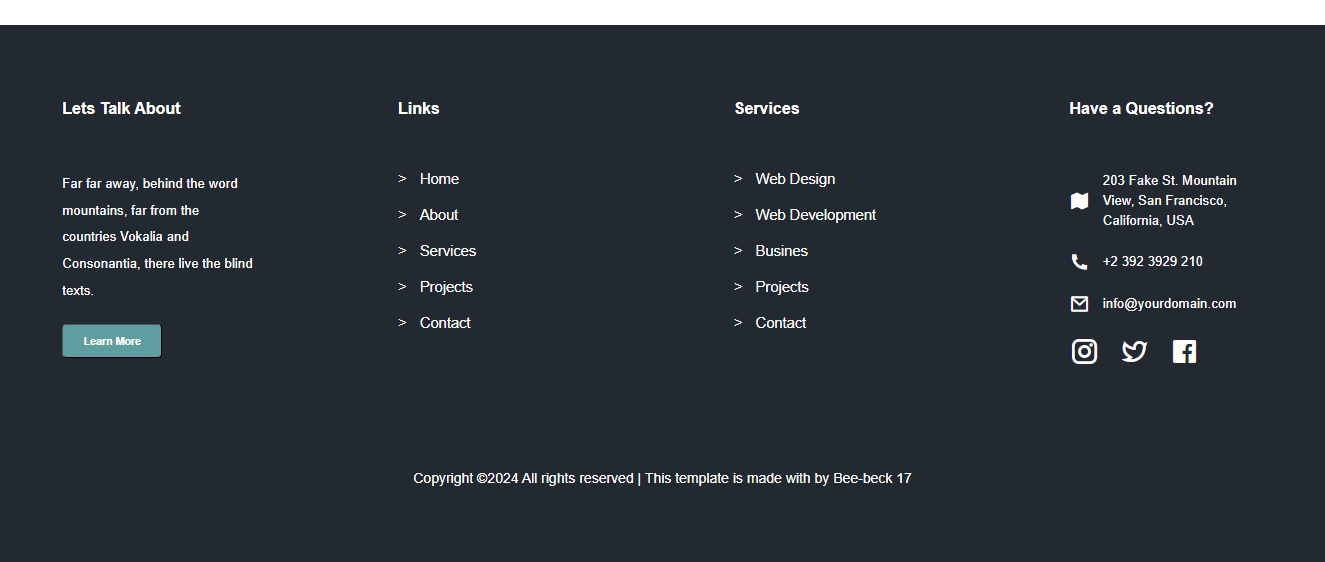 Lets Talk About
Far far away, behind the word
mountains, far from the
countries Vokalia and
Consonantia, there live the blind
texts.
Learn More
Links
> Home
> About
> Services
> Projects
> Contact
Services
> Web Design
> Web Development
> Busines
> Projects
> Contact
Have a Questions?
203 Fake St. Mountain
View, San Francisco,
California, USA
+2 392 3929 210
info@yourdomain.com
Copyright ©2024 All rights reserved | This template is made with by Bee-beck 17